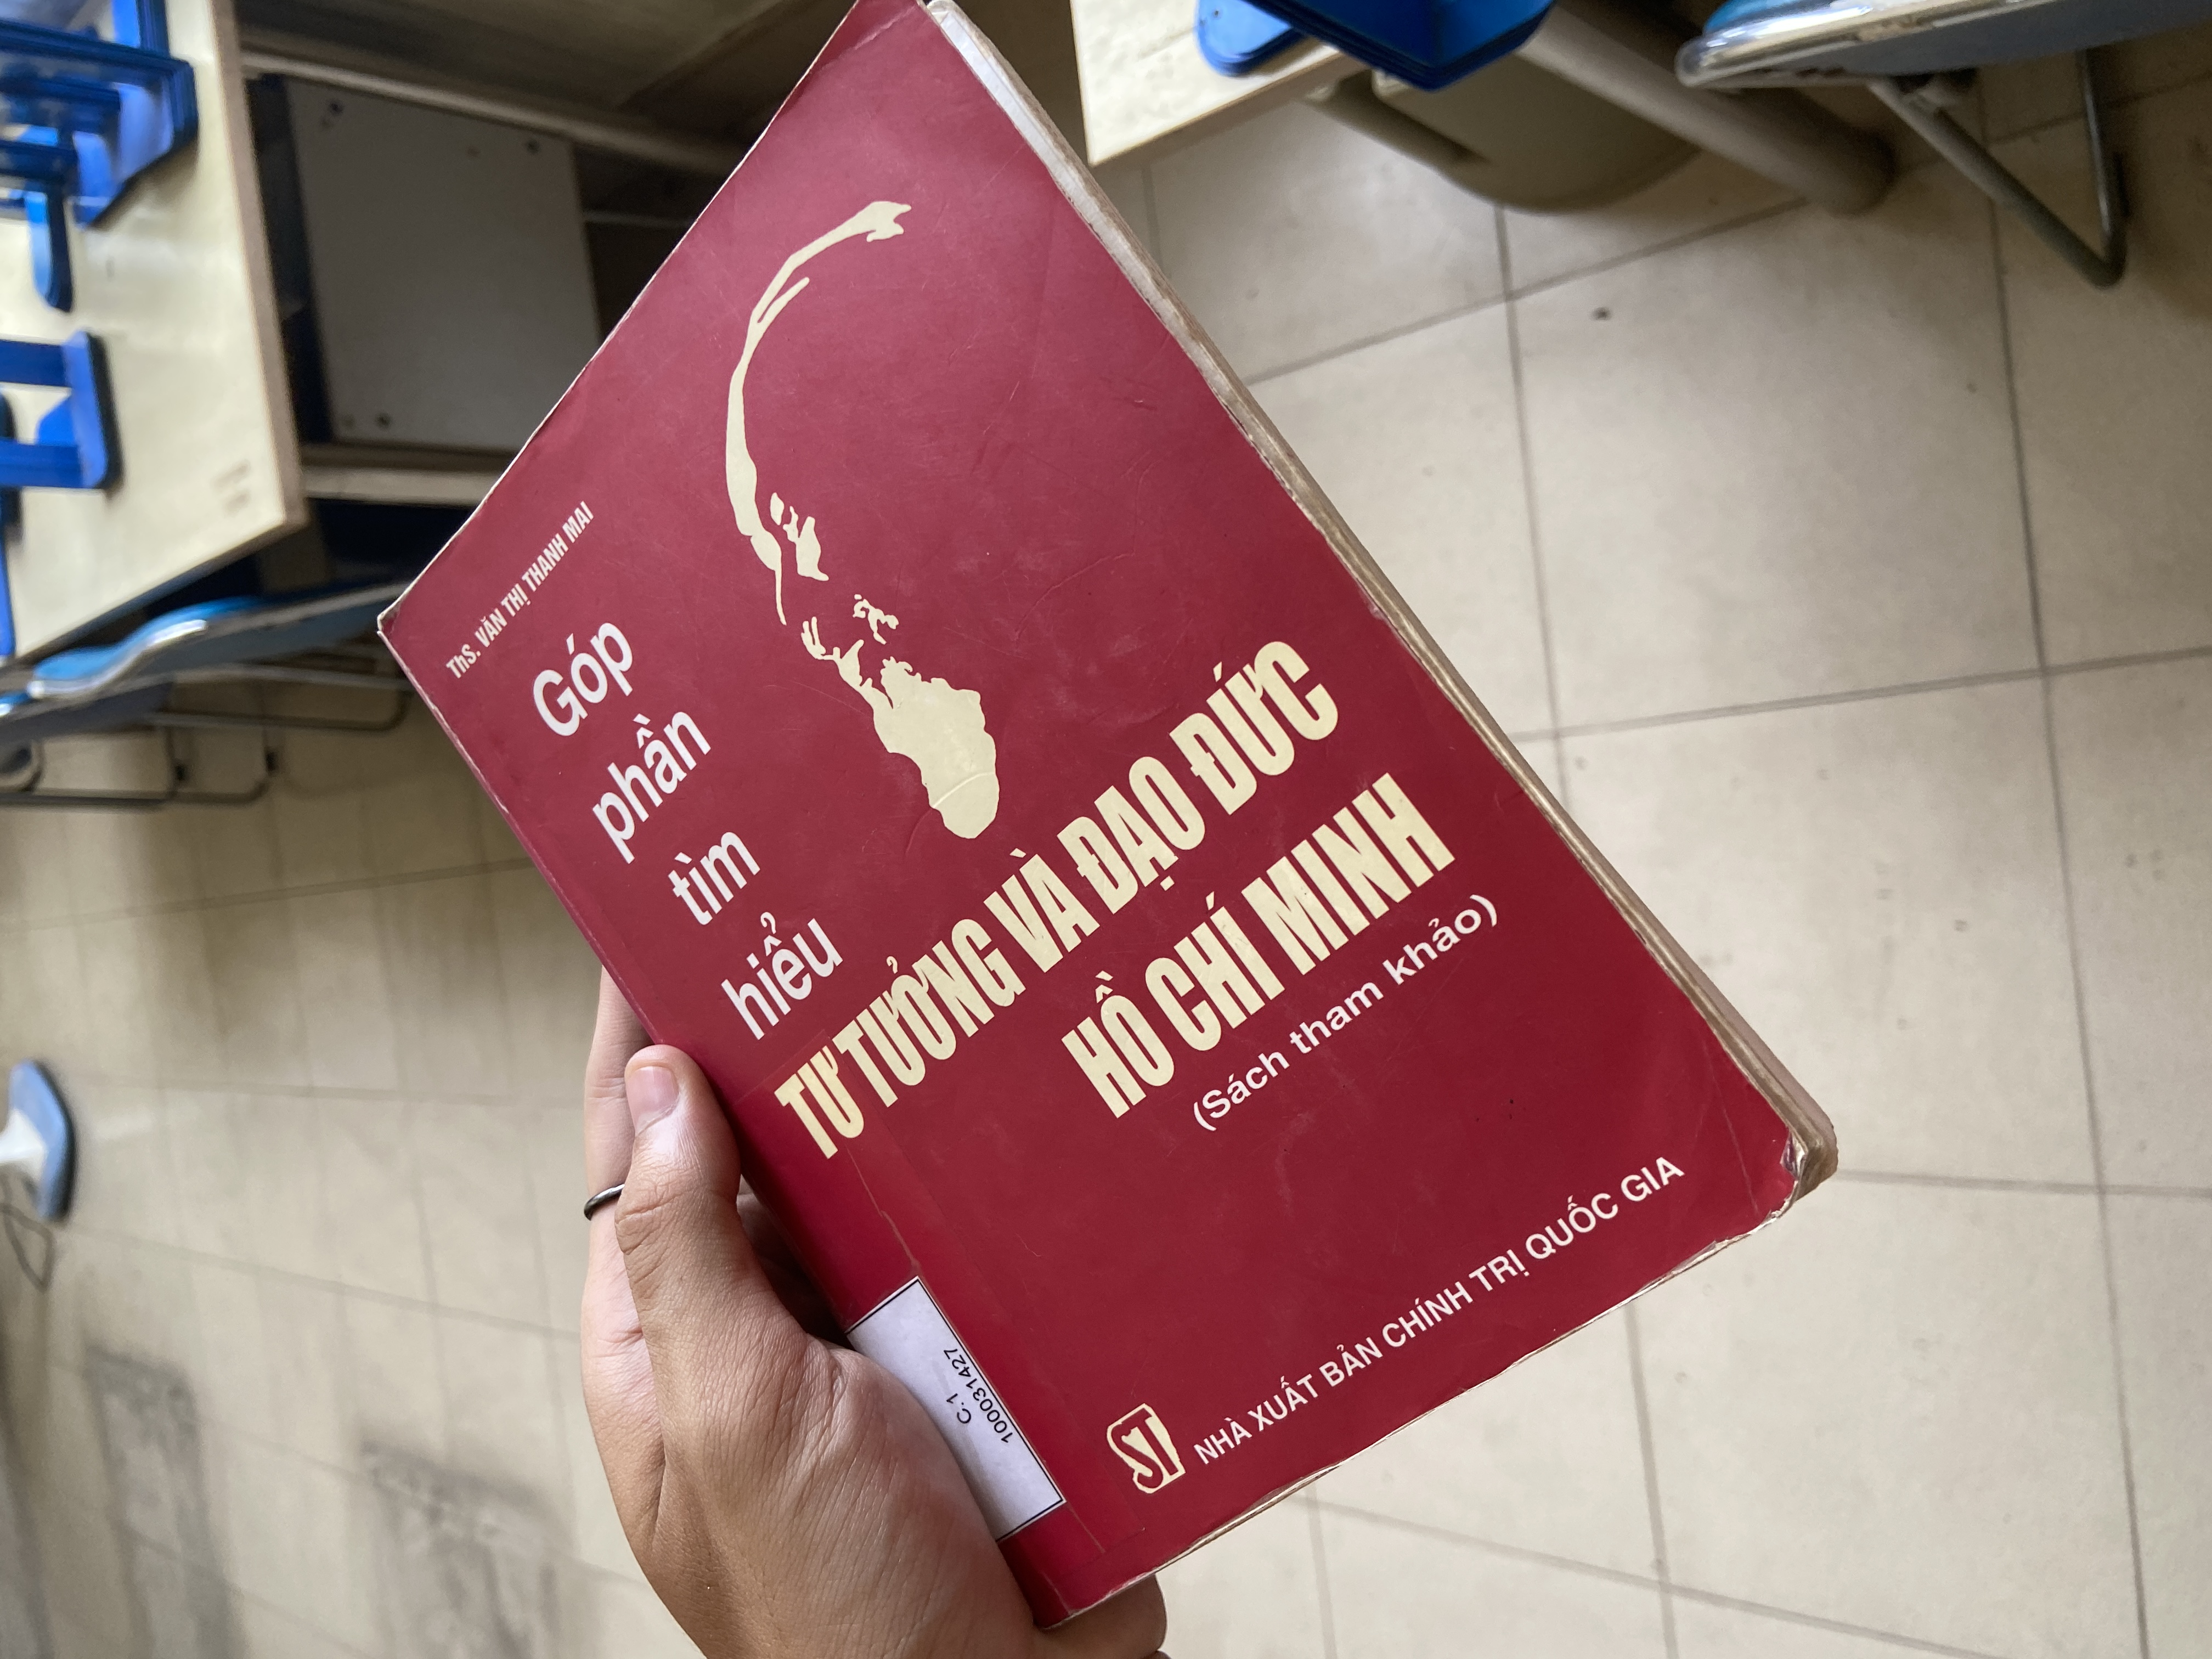 ThS. VĂN THỊ THANH MAI
Góp
phần
tìm
hiểu
TƯ TƯỞNG VÀ ĐẠO ĐỨC
HỒ CHÍ MINH
(Sách tham khảo)
C.1
100031427
ST
NHÀ XUẤT BẢN CHÍNH TRỊ QUỐC GIA